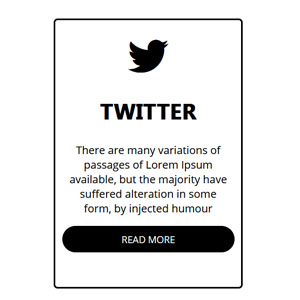 TWITTER
There are many variations of
passages of Lorem Ipsum
available, but the majority have
suffered alteration in some
form, by injected humour
READ MORE